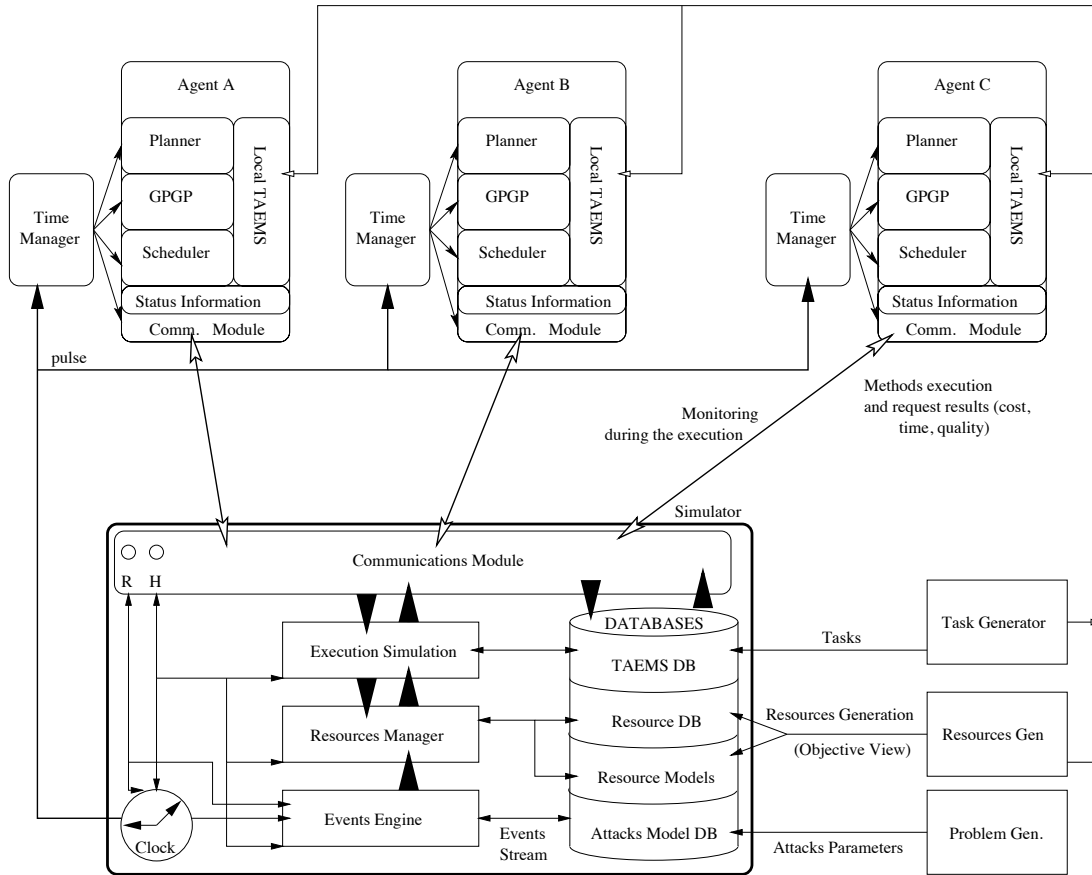 Agent A
Agent B
Agent C
Planner
Planner
Planner
Local TAEMS
Local TAEMS
Local TAEMS
Time
Manager
GPGP
Time
Manager
GPGP
Time
Manager
GPGP
Scheduler
Scheduler
Scheduler
Status Information
Status Information
Status Information
Comm. Module
Comm. Module
Comm. Module
pulse
Methods execution
and request results (cost,
time, quality)
Monitoring
during the execution
Simulator
Communications Module
R H
DATABASES
Execution Simulation
TAEMS DB
Tasks
Task Generator
Resources Manager
Resource DB
Resources Generation
(Objective View)
Resources Gen
Resource Models
Events Engine
Events
Stream
Attacks Model DB
Attacks Parameters
Problem Gen.
Clock